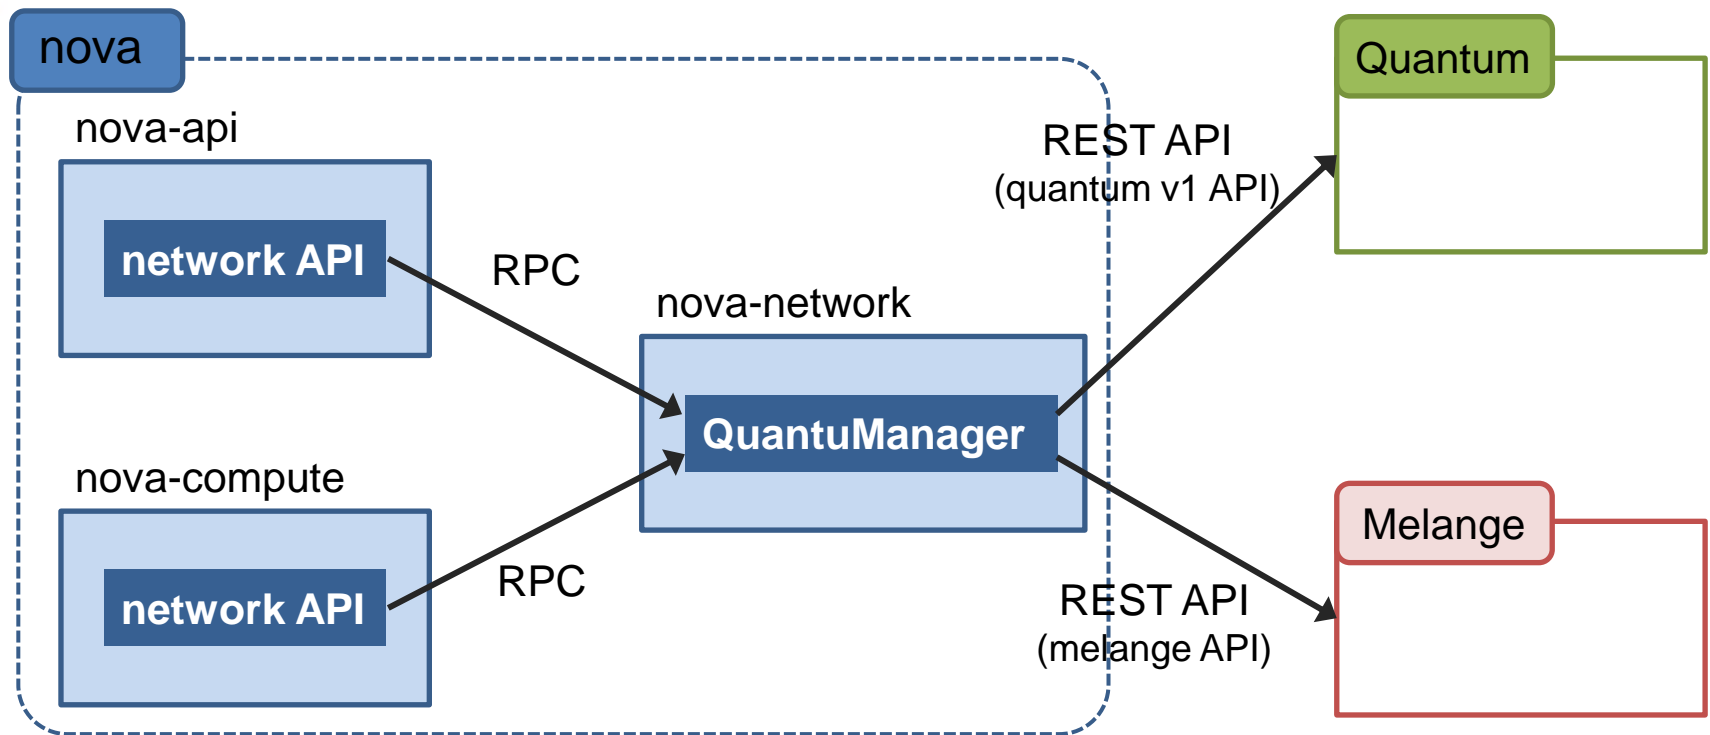 nova
nova-api
network API
RPC
nova-compute
network API
RPC
nova-network
QuantuManager
REST API
(quantum v1 API)
REST API
(melange API)
Quantum
Melange